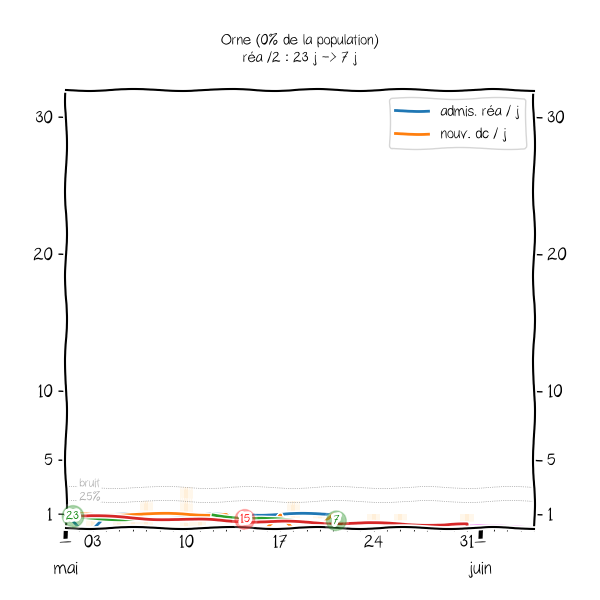 Orne (0% de la population)
réa /2 : 23 j -> 7 j
admis. réa / j
nouv. dc / j
30
30
20
20
10
10
5
5
bruit
25%
1
1
23
15
7
03
10
17
24
31
mai
juin